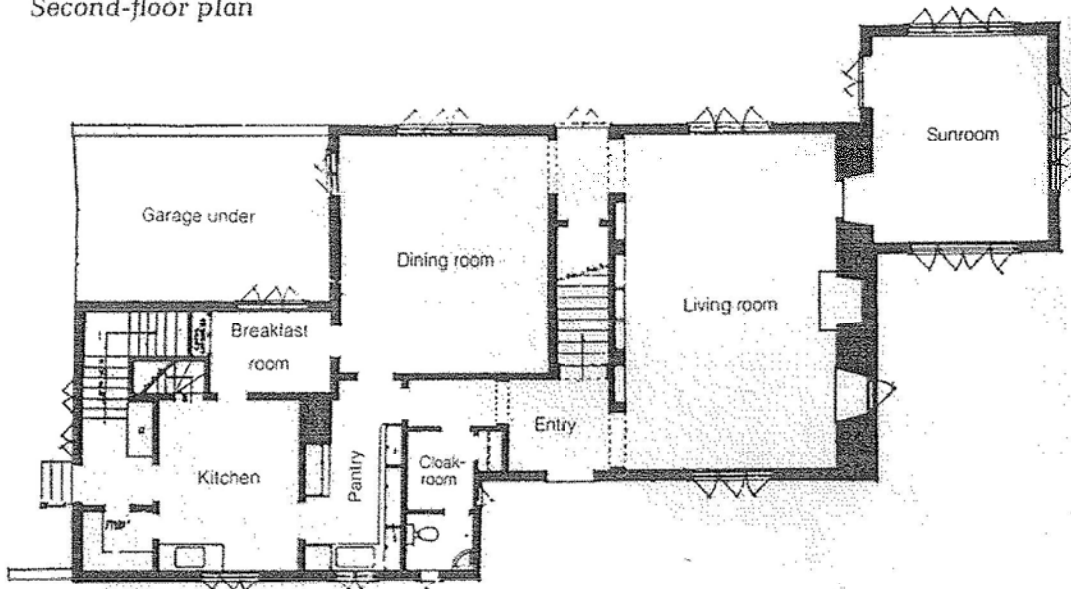 Second-floor plan
Sunroom
Garage under
Dining room
Living room
Breakfast
room
Entry
Kitchen
Pantry
Cloak-
room